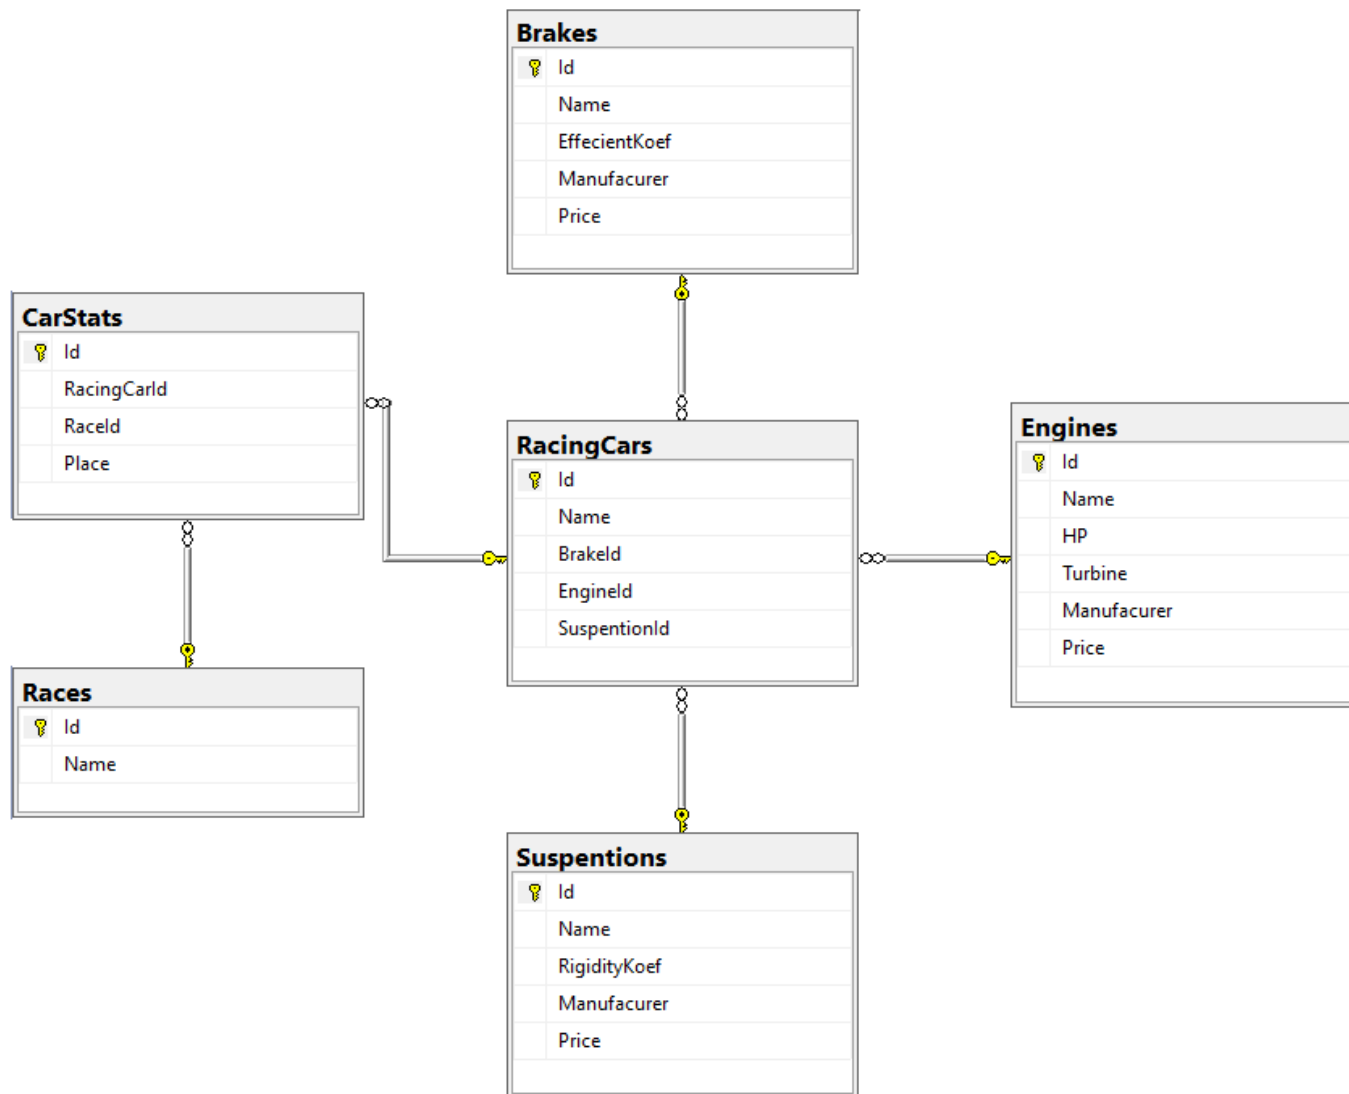 Brakes
Id
Name
EffecientKoef
Manufacurer
Price
CarStats
Id
RacingCarId
RaceId
Place
RacingCars
Id
Name
BrakeId
EngineId
SuspentionId
Engines
Id
Name
HP
Turbine
Manufacurer
Price
Races
Id
Name
Suspentions
Id
Name
RigidityKoef
Manufacurer
Price